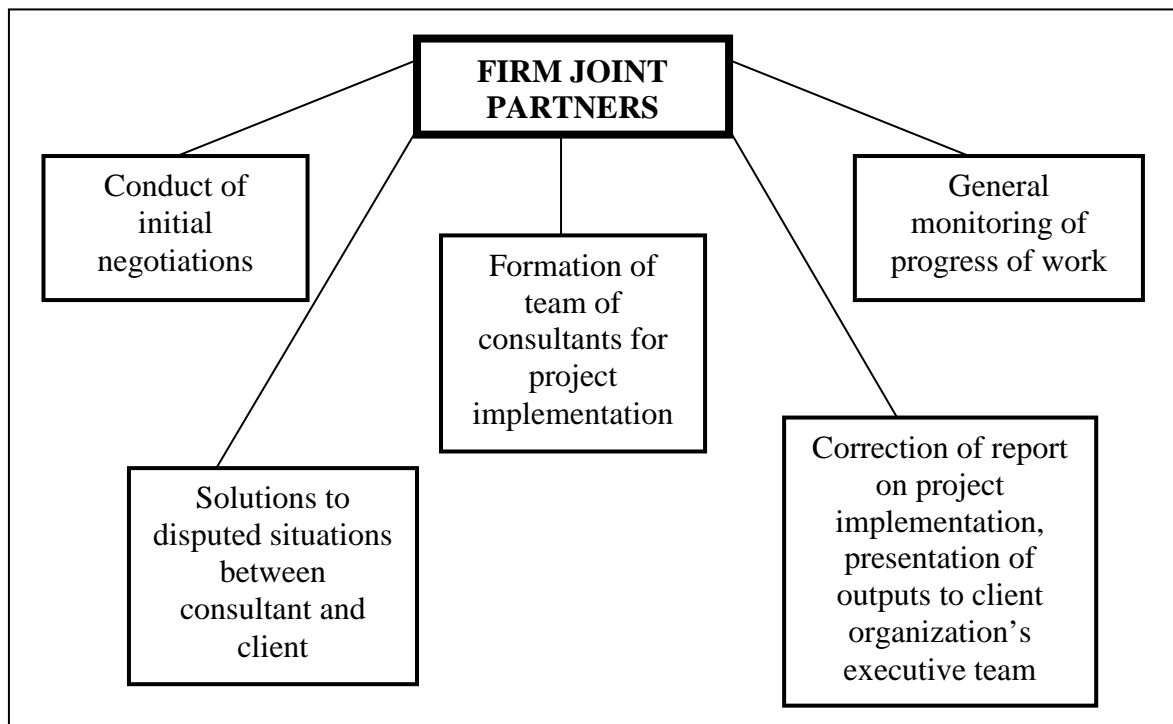 FIRM JOINT
PARTNERS
Conduct of
initial
negotiations
General
monitoring of
progress of work
Formation of
team of
consultants for
project
implementation
Solutions to
disputed situations
between
consultant and
client
Correction of report
on project
implementation,
presentation of
outputs to client
organization’s
executive team